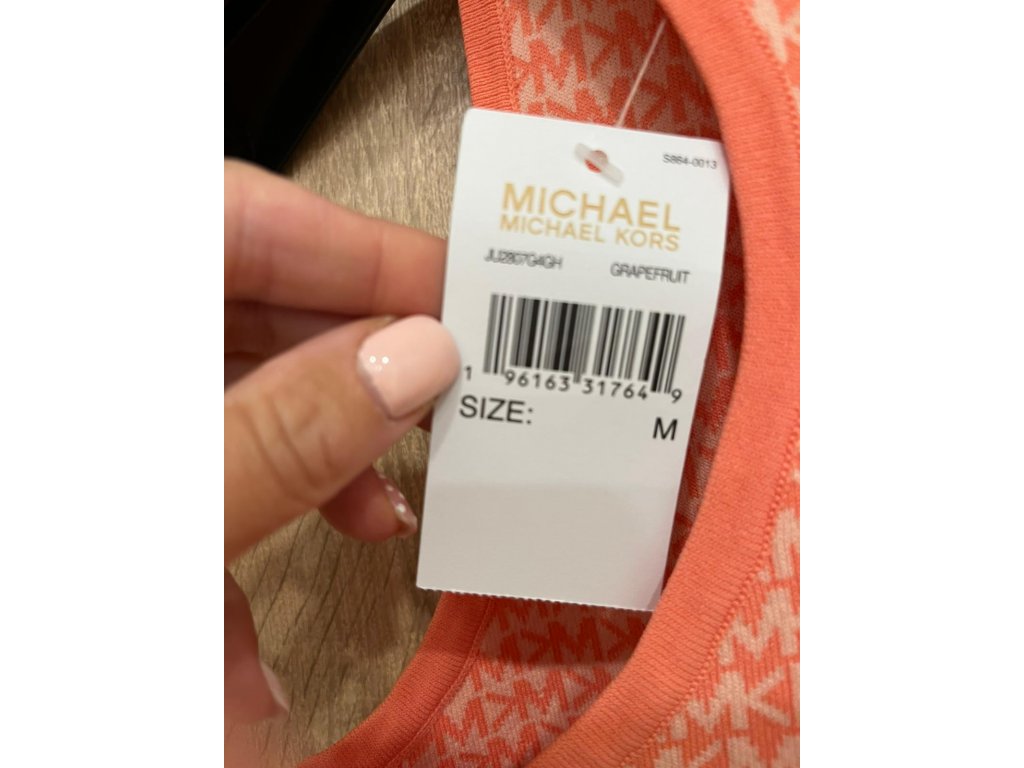 S864-0013
MICHAEL
MICHAEL KORS
JU2807G4GH GRAPEFRUIT
1 96163 31764 9
SIZE: M